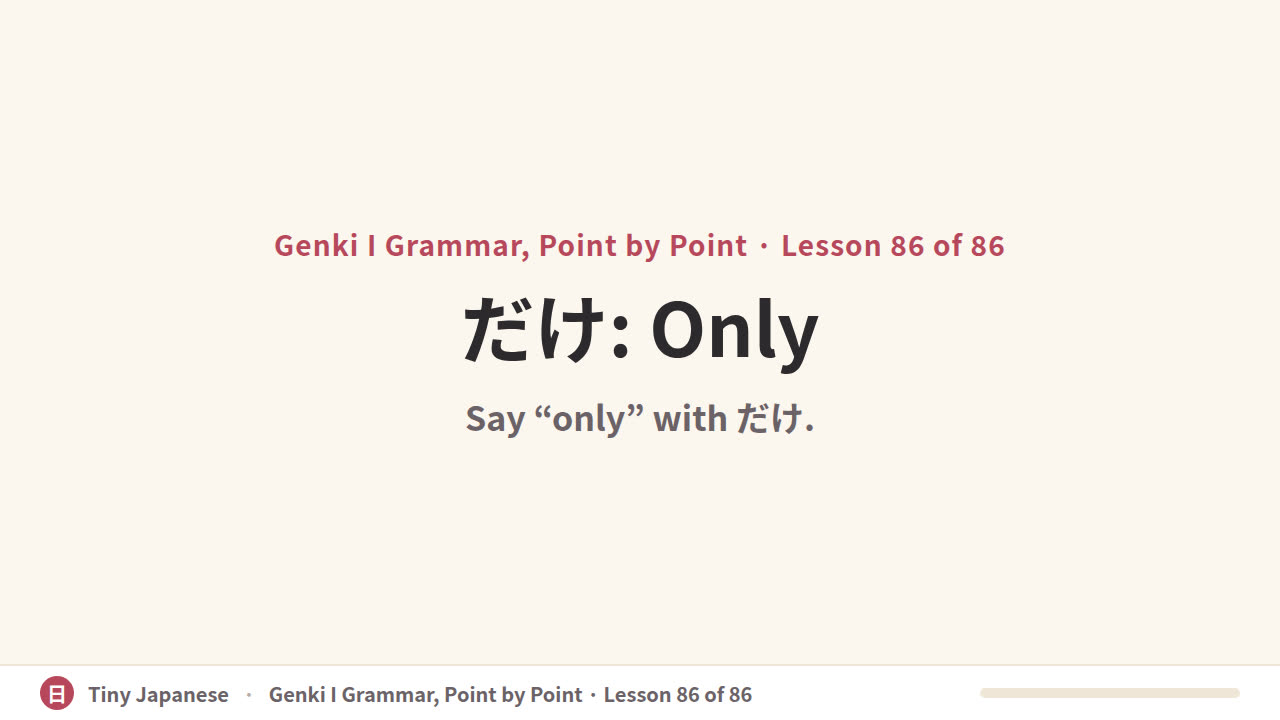 Genki I Grammar, Point by Point · Lesson 86 of 86
だけ: Only
Say “only” with だけ.
日 Tiny Japanese · Genki I Grammar, Point by Point · Lesson 86 of 86